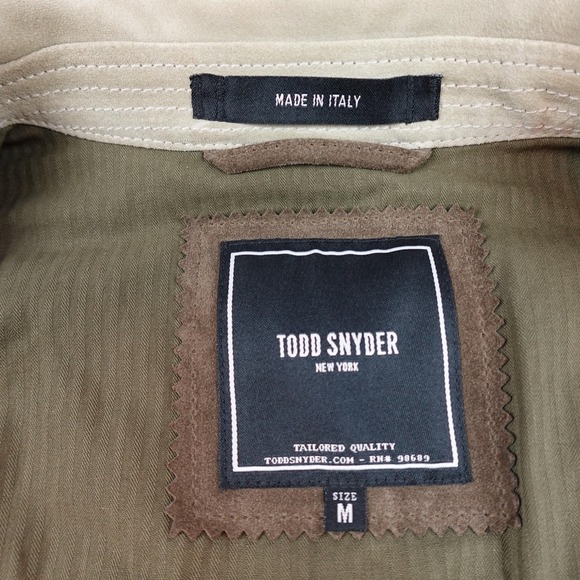 MADE IN ITALY
TODD SNYDER
NEW YORK
TAILORED QUALITY
TODDSNYDER.COM - RN# 98689
SIZE
M